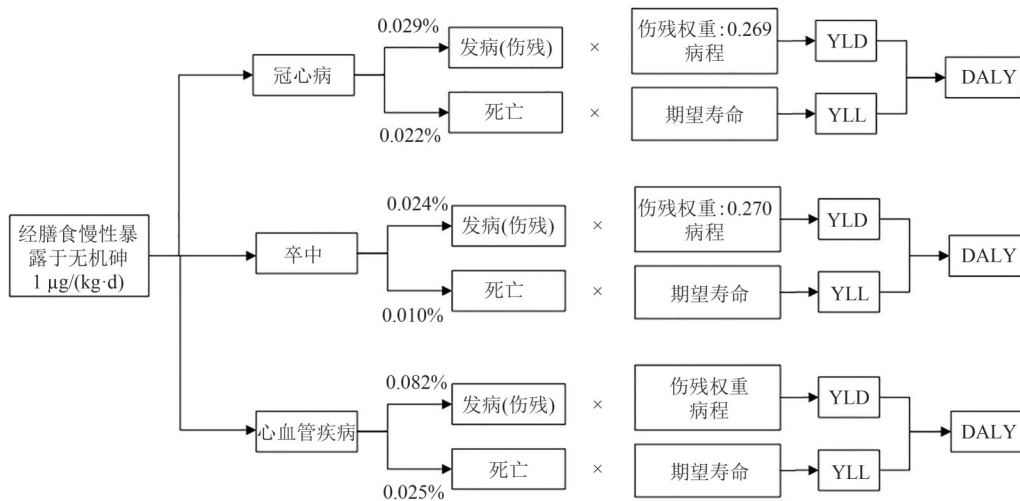 经膳食慢性暴
露于无机砷
1 μg/(kg·d)
冠心病
0.029%
发病(伤残)
×
伤残权重:0.269
病程
YLD
0.022%
死亡
×
期望寿命
YLL
DALY
卒中
0.024%
发病(伤残)
×
伤残权重:0.270
病程
YLD
0.010%
死亡
×
期望寿命
YLL
DALY
心血管疾病
0.082%
发病(伤残)
×
伤残权重
病程
YLD
0.025%
死亡
×
期望寿命
YLL
DALY